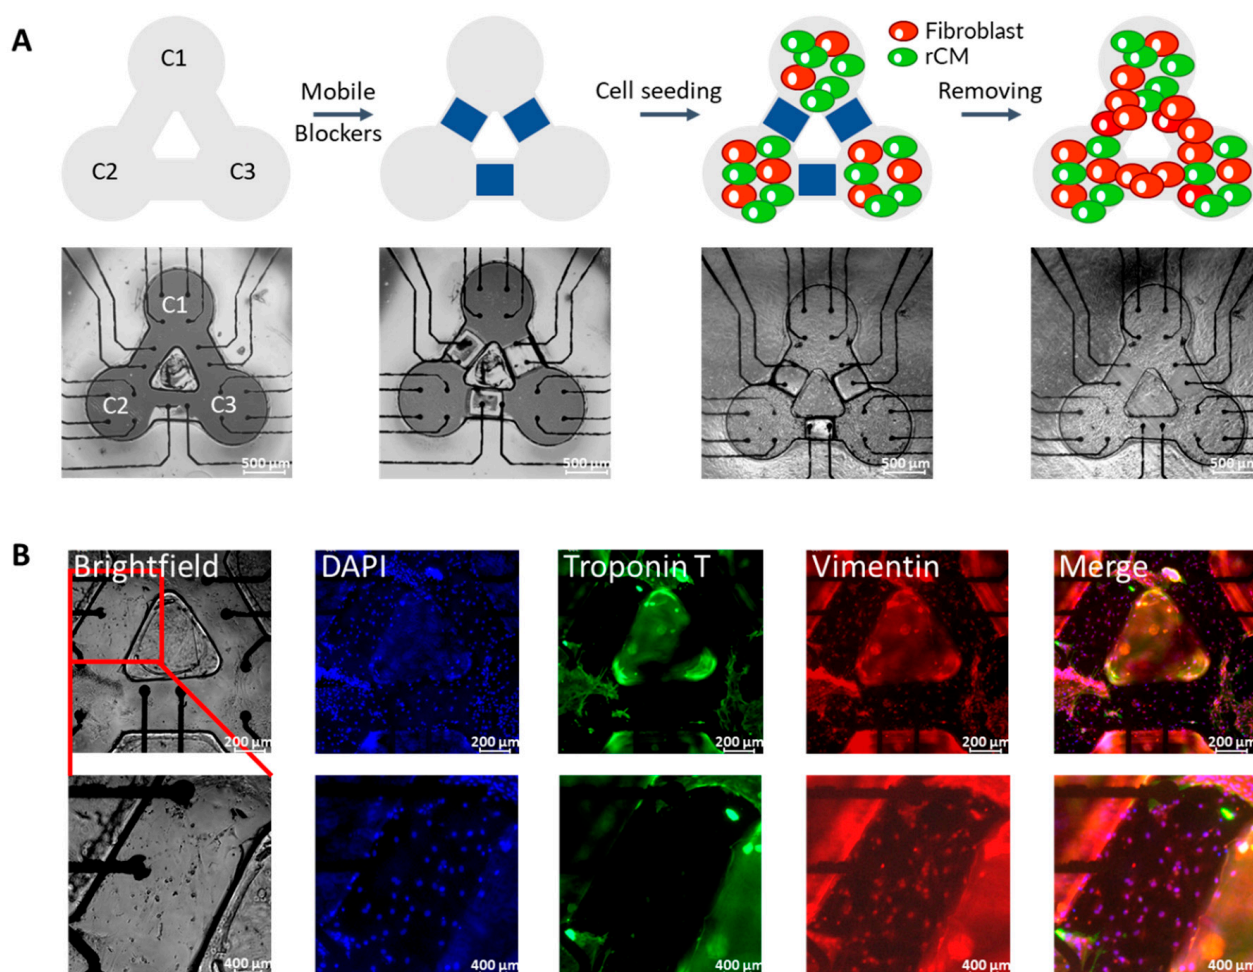 A
C1
C2
C3
Mobile
Blockers
Cell seeding
Fibroblast
rCM
Removing
C1
C2
C3
500 µm
500 µm
500 µm
500 µm
B
Brightfield
DAPI
Troponin T
Vimentin
Merge
200 µm
200 µm
200 µm
200 µm
200 µm
400 µm
400 µm
400 µm
400 µm
400 µm